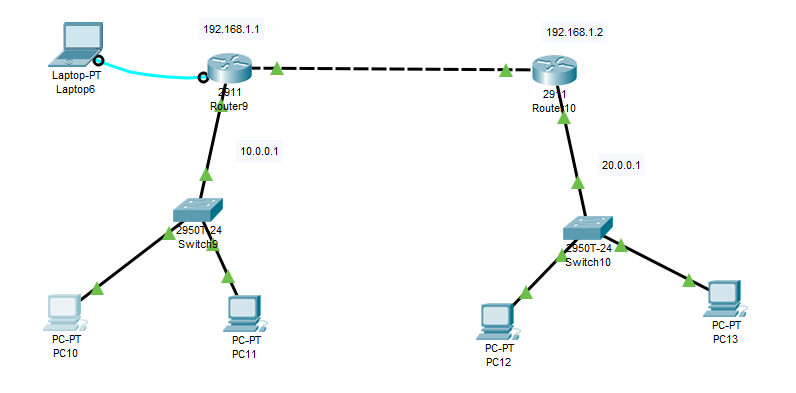 192.168.1.1
192.168.1.2
Laptop-PT
Laptop6
2911
Router9
2911
Router10
10.0.0.1
20.0.0.1
2950T-24
Switch9
2950T-24
Switch10
PC-PT
PC10
PC-PT
PC11
PC-PT
PC12
PC-PT
PC13